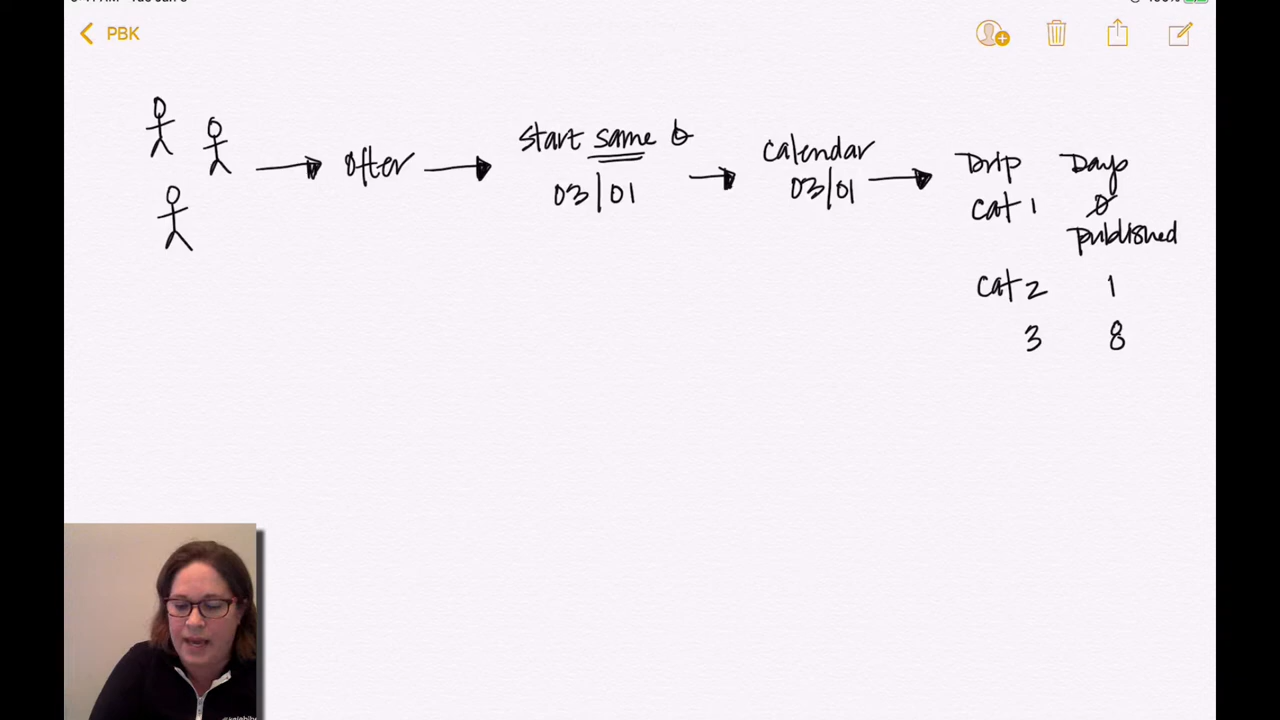 PBK
offer
start same
03/01
calendar
03/01
Drip Days
cat 1 0
published
cat 2 1
3 8